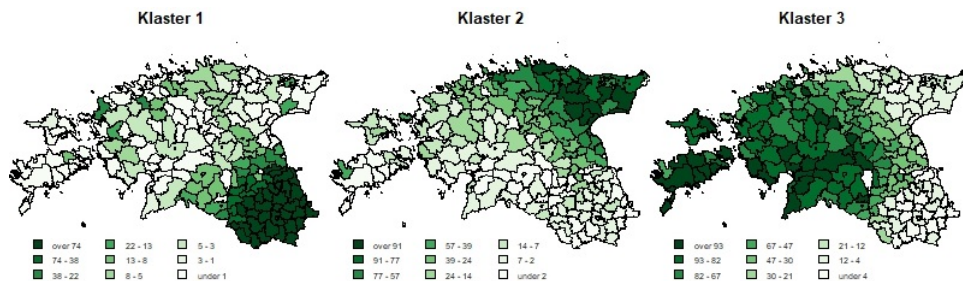 Klaster 1
Klaster 2
Klaster 3
over 74
22 - 13
5 - 3
74 - 38
13 - 8
3 - 1
38 - 22
8 - 5
under 1
over 91
57 - 39
14 - 7
91 - 77
39 - 24
7 - 2
77 - 57
24 - 14
under 2
over 93
67 - 47
21 - 12
93 - 82
47 - 30
12 - 4
82 - 67
30 - 21
under 4